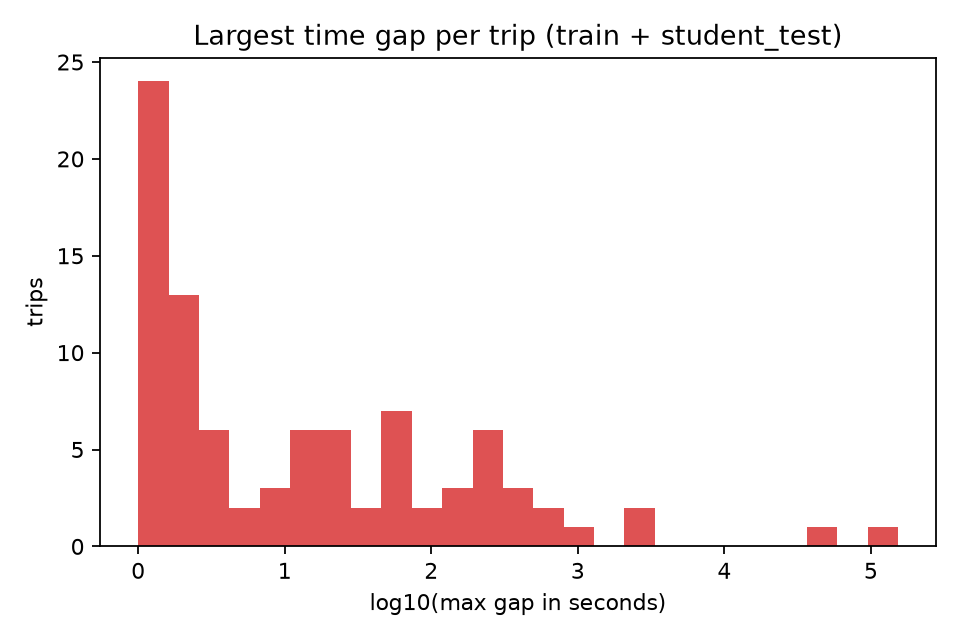 Largest time gap per trip (train + student_test)
25
20
15
10
5
0
trips
0 1 2 3 4 5
log10(max gap in seconds)